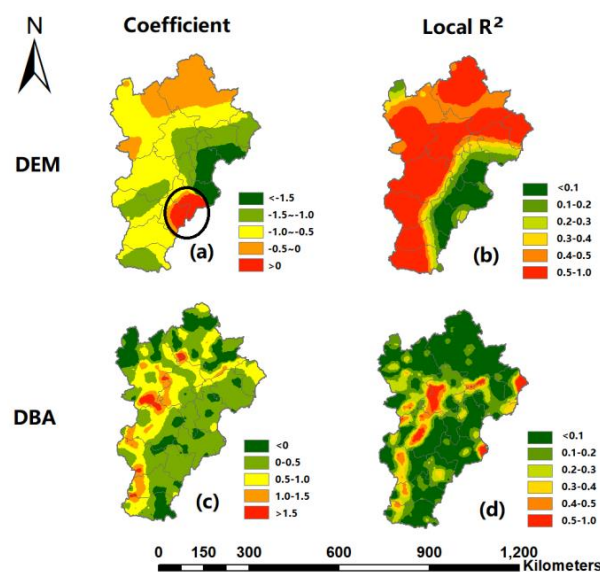 N
Coefficient
Local R²
DEM
<-1.5
-1.5~-1.0
-1.0~-0.5
-0.5~0
>0
(a)
<0.1
0.1-0.2
0.2-0.3
0.3-0.4
0.4-0.5
0.5-1.0
(b)
DBA
<0
0-0.5
0.5-1.0
1.0-1.5
>1.5
(c)
<0.1
0.1-0.2
0.2-0.3
0.3-0.4
0.4-0.5
0.5-1.0
(d)
0 150 300 600 900 1,200
Kilometers